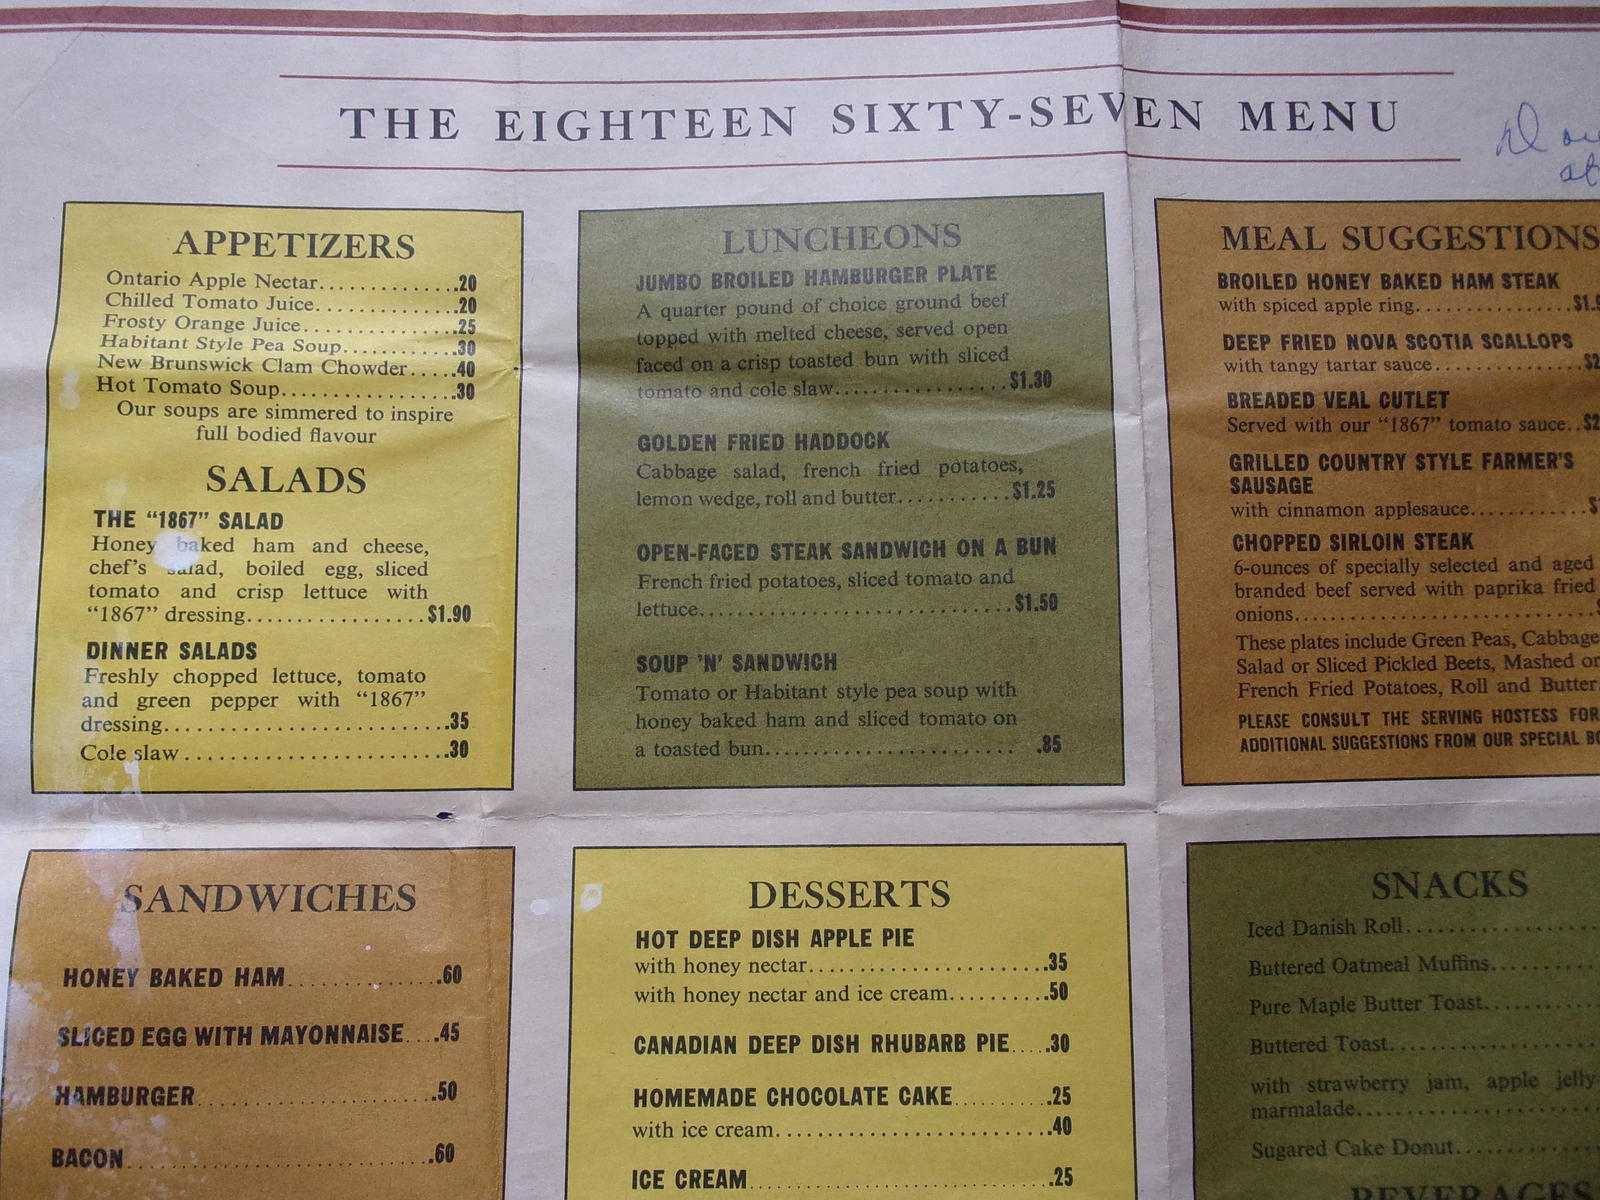 THE EIGHTEEN SIXTY-SEVEN MENU
APPETIZERS
Ontario Apple Nectar..............20
Chilled Tomato Juice..............20
Frosty Orange Juice...............25
Habitant Style Pea Soup...........30
New Brunswick Clam Chowder.....40
Hot Tomato Soup..................30
Our soups are simmered to inspire
full bodied flavour
SALADS
THE "1867" SALAD
Honey baked ham and cheese,
chef's salad, boiled egg, sliced
tomato and crisp lettuce with
"1867" dressing................$1.90
DINNER SALADS
Freshly chopped lettuce, tomato
and green pepper with "1867"
dressing.........................35
Cole slaw........................30
LUNCHEONS
JUMBO BROILED HAMBURGER PLATE
A quarter pound of choice ground beef
topped with melted cheese, served open
faced on a crisp toasted bun with sliced
tomato and cole slaw................$1.30
GOLDEN FRIED HADDOCK
Cabbage salad, french fried potatoes,
lemon wedge, roll and butter..........$1.25
OPEN-FACED STEAK SANDWICH ON A BUN
French fried potatoes, sliced tomato and
lettuce.............................$1.50
SOUP 'N' SANDWICH
Tomato or Habitant style pea soup with
honey baked ham and sliced tomato on
a toasted bun....................... .85
MEAL SUGGESTIONS
BROILED HONEY BAKED HAM STEAK
with spiced apple ring...............
DEEP FRIED NOVA SCOTIA SCALLOPS
with tangy tartar sauce..............
BREADED VEAL CUTLET
Served with our "1867" tomato sauce..
GRILLED COUNTRY STYLE FARMER'S
SAUSAGE
with cinnamon applesauce............
CHOPPED SIRLOIN STEAK
6-ounces of specially selected and aged
branded beef served with paprika fried
onions...............................
These plates include Green Peas, Cabbage
Salad or Sliced Pickled Beets, Mashed or
French Fried Potatoes, Roll and Butter.
PLEASE CONSULT THE SERVING HOSTESS FOR
ADDITIONAL SUGGESTIONS FROM OUR SPECIAL
SANDWICHES
HONEY BAKED HAM................60
SLICED EGG WITH MAYONNAISE....45
HAMBURGER........................50
BACON............................60
DESSERTS
HOT DEEP DISH APPLE PIE
with honey nectar....................35
with honey nectar and ice cream..........50
CANADIAN DEEP DISH RHUBARB PIE.....30
HOMEMADE CHOCOLATE CAKE..........25
with ice cream.......................40
ICE CREAM............................25
SNACKS
Iced Danish Roll....................
Buttered Oatmeal Muffins............
Pure Maple Butter Toast.............
Buttered Toast......................
with strawberry jam, apple jelly
marmalade...........................
Sugared Cake Donut..................
BEVERAGES